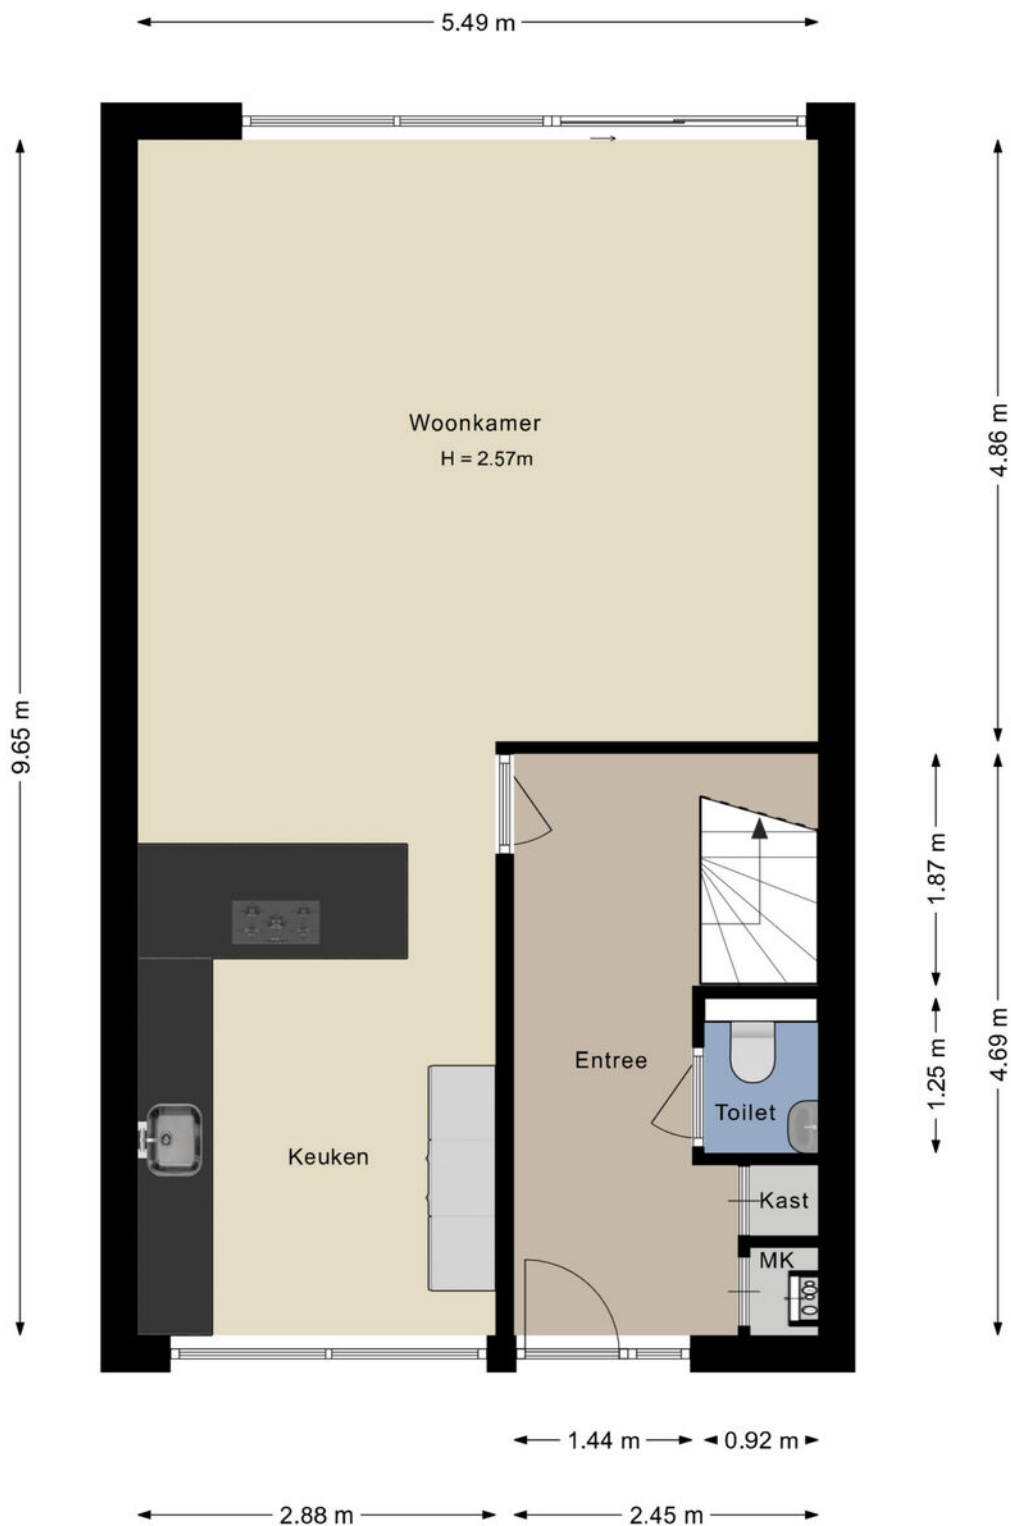 5.49 m
Woonkamer
H = 2.57m
4.86 m
9.65 m
1.87 m
Entree
1.25 m
4.69 m
Toilet
Keuken
Kast
MK
1.44 m
0.92 m
2.88 m
2.45 m